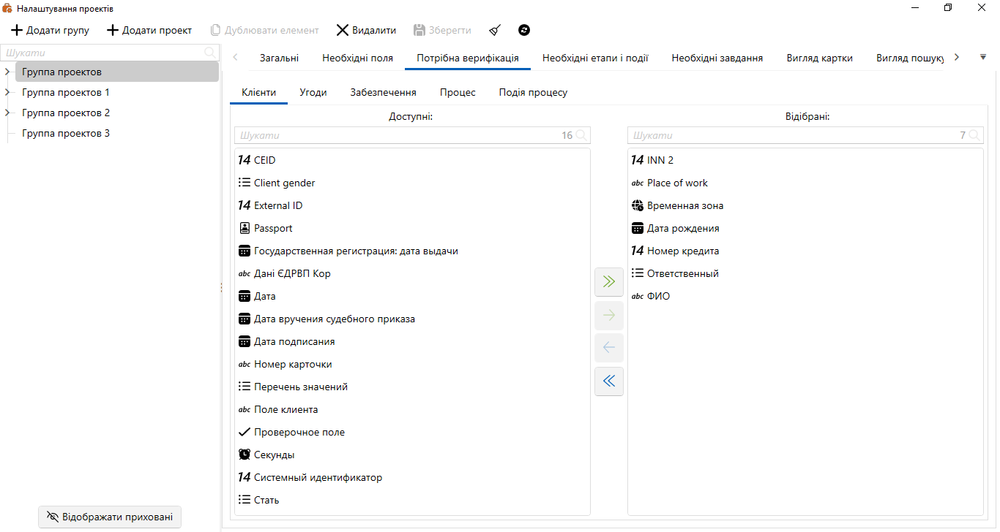 Налаштування проектів
Додати групу Додати проект Дублювати елемент Видалити Зберегти
Шукати
Группа проектов
Группа проектов 1
Группа проектов 2
Группа проектов 3
Відображати приховані
Загальні Необхідні поля Потрібна верифікація Необхідні етапи і події Необхідні завдання Вигляд картки Вигляд пошуку
Клієнти Угоди Забезпечення Процес Подія процесу
Доступні:
Шукати 16
14 CEID
Client gender
14 External ID
Passport
Государственная регистрация: дата выдачи
abc Дані ЄДРВП Кор
Дата
Дата вручения судебного приказа
Дата подписания
abc Номер карточки
Перечень значений
abc Поле клиента
Проверочное поле
Секунды
14 Системный идентификатор
Стать
Відібрані:
Шукати 7
14 INN 2
abc Place of work
Временная зона
Дата рождения
14 Номер кредита
Ответственный
abc ФИО